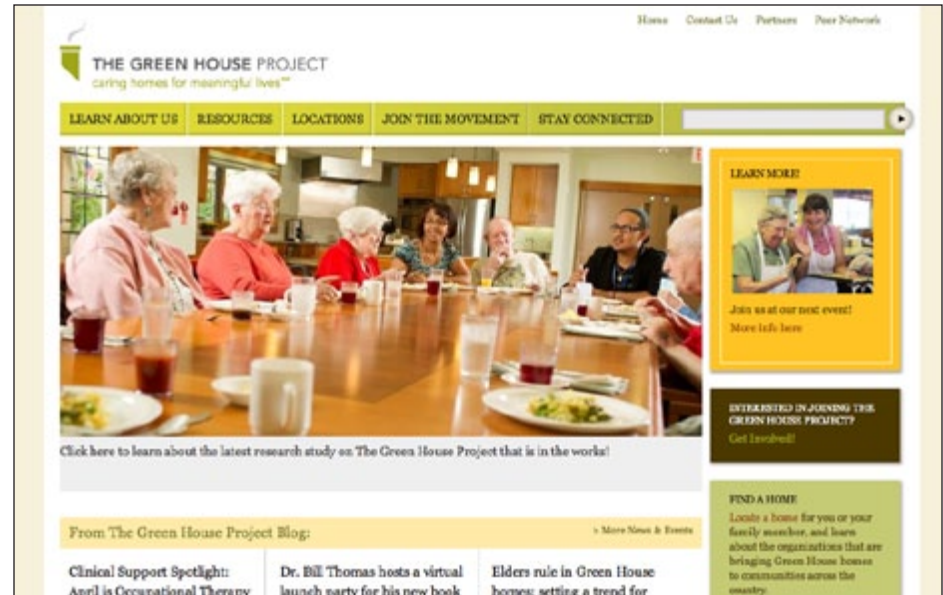 Home Contact Us Partners Peer Network
THE GREEN HOUSE PROJECT
caring homes for meaningful lives℠
LEARN ABOUT US RESOURCES LOCATIONS JOIN THE MOVEMENT STAY CONNECTED
LEARN MORE!
Join us at our next event!
More info here
INTERESTED IN JOINING THE
GREEN HOUSE PROJECT?
Get Involved!
Click here to learn about the latest research study on The Green House Project that is in the works!
FIND A HOME
Locate a home for you or your
family member, and learn
about the organizations that are
bringing Green House homes
to communities across the
country.
From The Green House Project Blog:
> More News & Events
Clinical Support Spotlight:
April is Occupational Therapy
Dr. Bill Thomas hosts a virtual
launch party for his new book
Elders rule in Green House
homes: setting a trend for